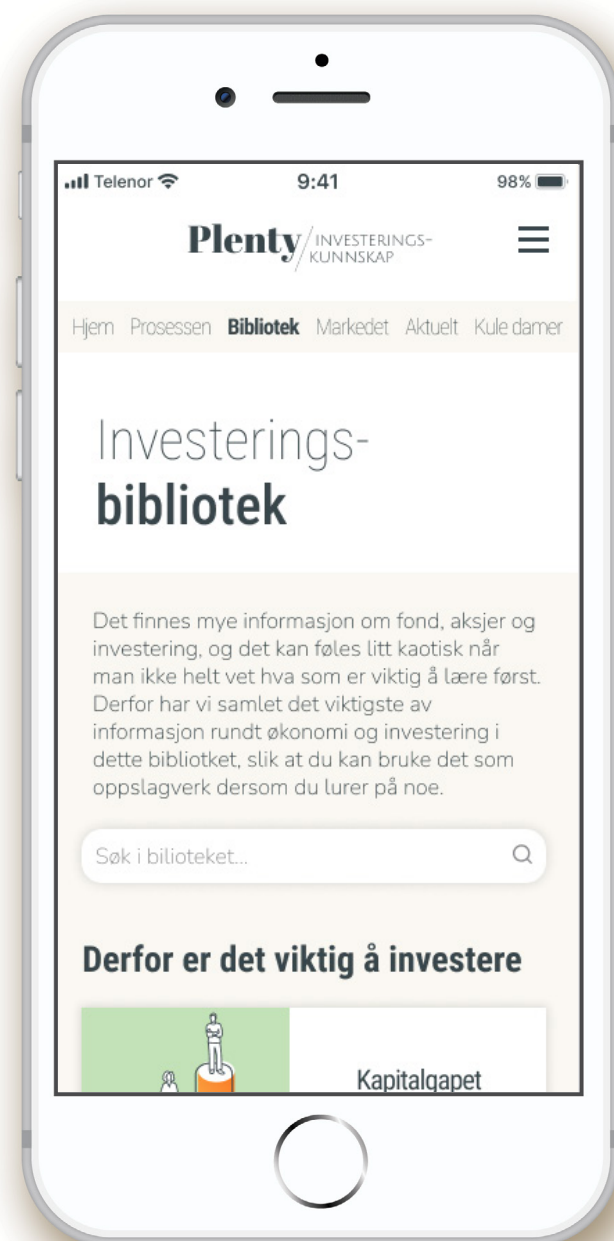 Telenor 9:41 98%
Plenty INVESTERINGS-
KUNNSKAP
Hjem Prosessen Bibliotek Markedet Aktuelt Kule damer
Investerings-
bibliotek
Det finnes mye informasjon om fond, aksjer og
investering, og det kan føles litt kaotisk når
man ikke helt vet hva som er viktig å lære først.
Derfor har vi samlet det viktigste av
informasjon rundt økonomi og investering i
dette bibliotket, slik at du kan bruke det som
oppslagverk dersom du lurer på noe.
Søk i bilioteket...
Derfor er det viktig å investere
Kapitalgapet